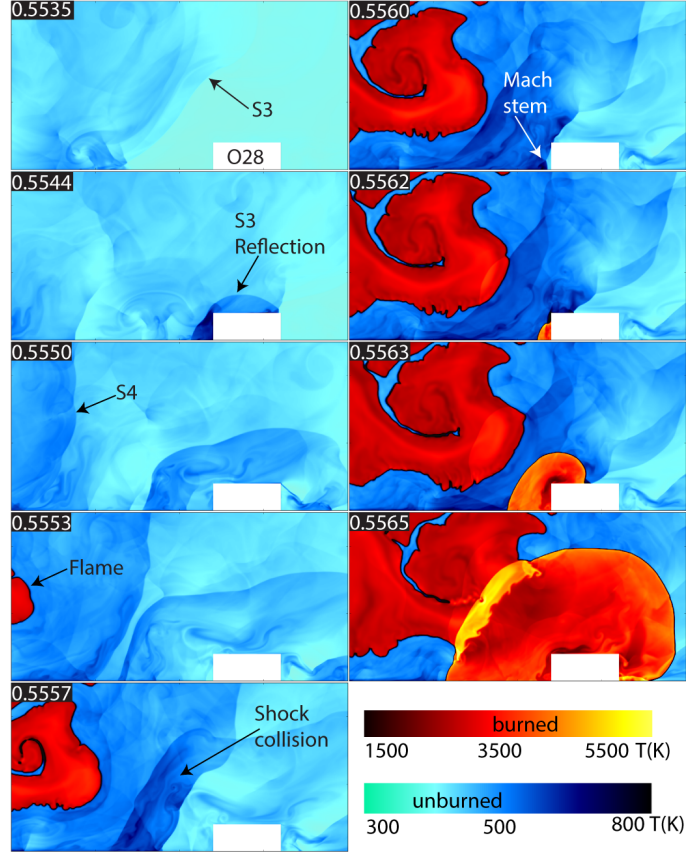 0.5535
S3
O28
0.5544
S3
Reflection
0.5550
S4
0.5553
Flame
0.5557
Shock
collision
0.5560
Mach
stem
0.5562
0.5563
0.5565
burned
1500 3500 5500 T(K)
unburned
300 500 800 T(K)